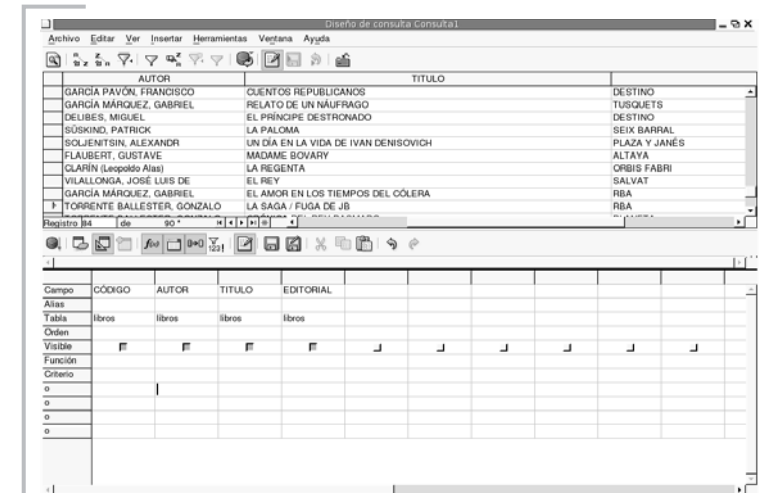 Diseño de consulta Consulta1
Archivo Editar Ver Insertar Herramientas Ventana Ayuda
AUTOR TITULO
GARCÍA PAVÓN, FRANCISCO CUENTOS REPUBLICANOS DESTINO
GARCÍA MÁRQUEZ, GABRIEL RELATO DE UN NÁUFRAGO TUSQUETS
DELIBES, MIGUEL EL PRÍNCIPE DESTRONADO DESTINO
SÜSKIND, PATRICK LA PALOMA SEIX BARRAL
SOLJENITSIN, ALEXANDR UN DÍA EN LA VIDA DE IVAN DENISOVICH PLAZA Y JANÉS
FLAUBERT, GUSTAVE MADAME BOVARY ALTAYA
CLARÍN (Leopoldo Alas) LA REGENTA ORBIS FABRI
VILALLONGA, JOSÉ LUIS DE EL REY SALVAT
GARCÍA MÁRQUEZ, GABRIEL EL AMOR EN LOS TIEMPOS DEL CÓLERA RBA
TORRENTE BALLESTER, GONZALO LA SAGA / FUGA DE JB RBA
Registro 84 de 90 *
Campo CÓDIGO AUTOR TITULO EDITORIAL
Alias
Tabla libros libros libros libros
Orden
Visible
Función
Criterio
o
o
o
o